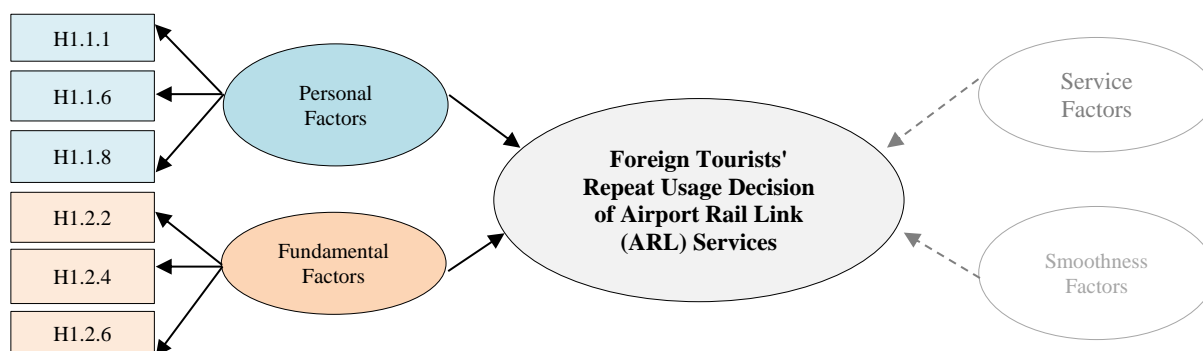 H1.1.1
H1.1.6
H1.1.8
H1.2.2
H1.2.4
H1.2.6
Personal
Factors
Fundamental
Factors
Foreign Tourists'
Repeat Usage Decision
of Airport Rail Link
(ARL) Services
Service
Factors
Smoothness
Factors